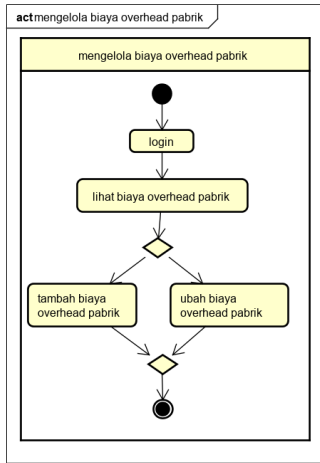 act mengelola biaya overhead pabrik
mengelola biaya overhead pabrik
login
lihat biaya overhead pabrik
tambah biaya
overhead pabrik
ubah biaya
overhead pabrik